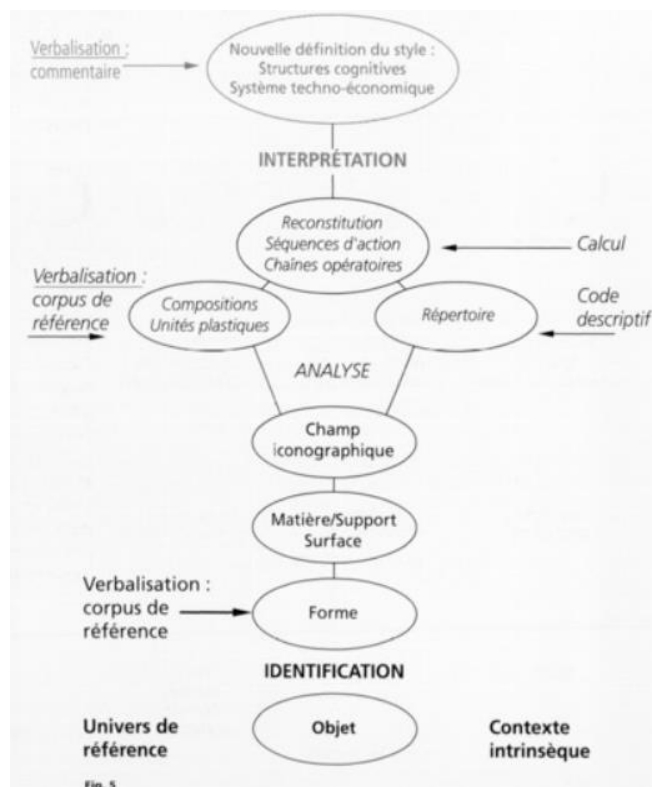 Verbalisation :
commentaire
Nouvelle définition du style :
Structures cognitives
Système techno-économique
INTERPRÉTATION
Reconstitution
Séquences d'action
Chaînes opératoires
Calcul
Verbalisation :
corpus de
référence
Compositions
Unités plastiques
Répertoire
Code
descriptif
ANALYSE
Champ
iconographique
Matière/Support
Surface
Verbalisation :
corpus de
référence
Forme
IDENTIFICATION
Univers de
référence
Objet
Contexte
intrinsèque
Fig. 5